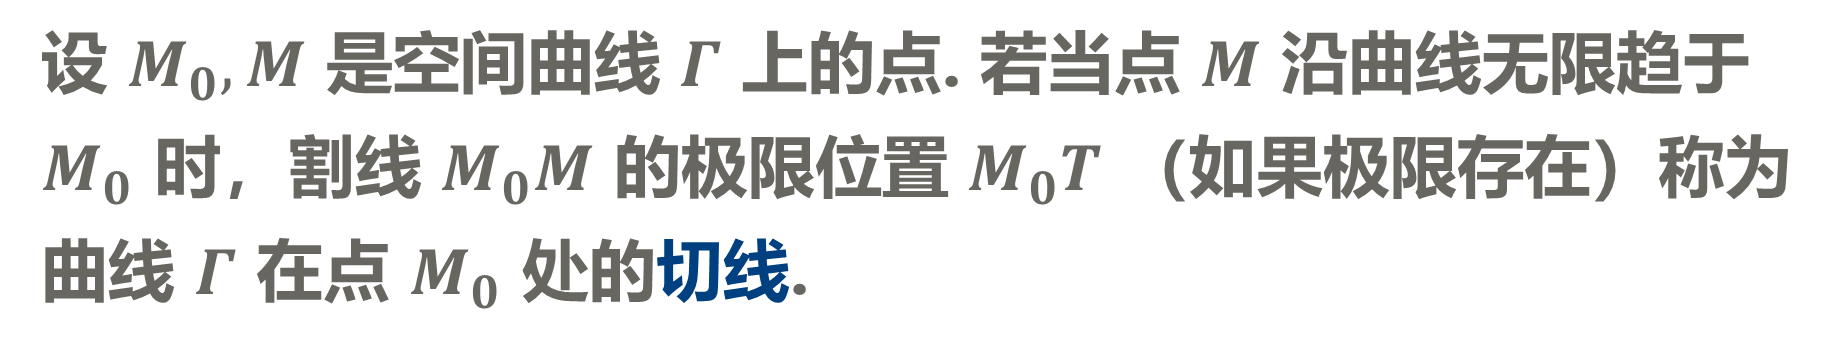 设 M₀, M 是空间曲线 Γ 上的点. 若当点 M 沿曲线无限趋于
M₀ 时，割线 M₀M 的极限位置 M₀T （如果极限存在）称为
曲线 Γ 在点 M₀ 处的切线.